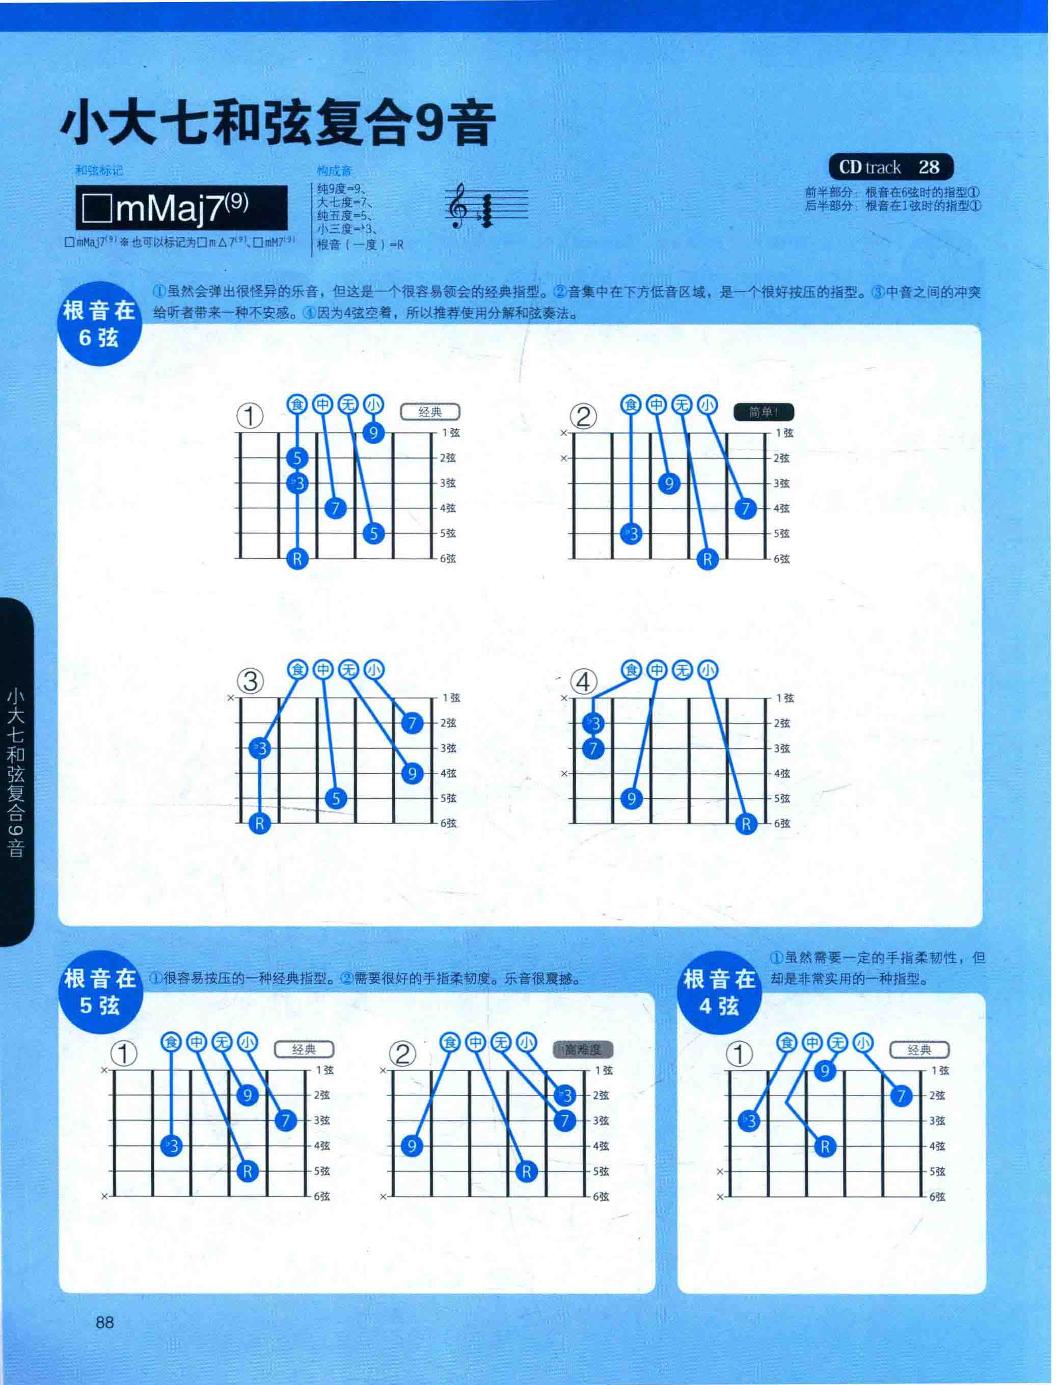 小大七和弦复合9音
和弦标记
□mMaj7(9)
□mMaj7(9)※也可以标记为□m△7(9)、□mM7(9)
构成音
纯9度=9、
大七度=7、
纯五度=5、
小三度=♭3、
根音(一度)=R
CD track 28
前半部分:根音在6弦时的指型①
后半部分:根音在1弦时的指型①
根音在
6弦
①虽然会弹出很怪异的乐音,但这是一个很容易领会的经典指型。②音集中在下方低音区域,是一个很好按压的指型。③中音之间的冲突
给听者带来一种不安感。④因为4弦空着,所以推荐使用分解和弦奏法。
① 食 中 无 小 经典
9 1弦
5 2弦
♭3 3弦
7 4弦
5 5弦
R 6弦
② 食 中 无 小 简单!
× 1弦
× 2弦
9 3弦
7 4弦
♭3 5弦
R 6弦
③ 食 中 无 小
× 1弦
7 2弦
♭3 3弦
9 4弦
5 5弦
R 6弦
④ 食 中 无 小
× 1弦
♭3 2弦
7 3弦
× 4弦
9 5弦
R 6弦
小大七和弦复合9音
根音在
5弦
①很容易按压的一种经典指型。②需要很好的手指柔韧度。乐音很震撼。
① 食 中 无 小 经典
× 1弦
9 2弦
7 3弦
♭3 4弦
R 5弦
× 6弦
② 食 中 无 小 高难度
× 1弦
♭3 2弦
7 3弦
9 4弦
R 5弦
× 6弦
根音在
4弦
①虽然需要一定的手指柔韧性,但
却是非常实用的一种指型。
① 食 中 无 小 经典
9 1弦
7 2弦
♭3 3弦
R 4弦
× 5弦
× 6弦
88